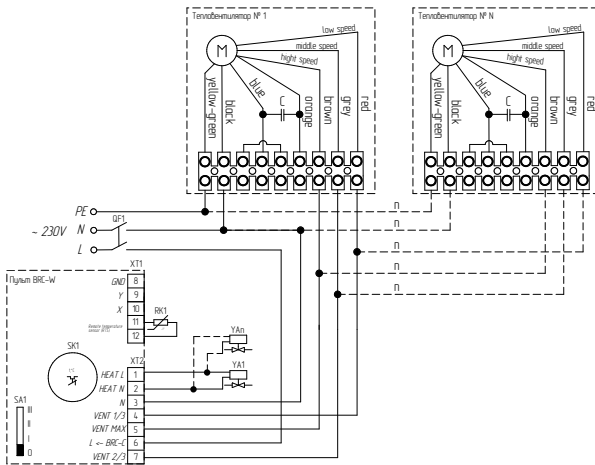 Тепловентилятор № 1
low speed
middle speed
hight speed
M
yellow-green
black
blue
C
orange
brown
grey
red
Тепловентилятор № N
low speed
middle speed
hight speed
M
yellow-green
black
blue
C
orange
brown
grey
red
PE
~ 230V N
L
QF1
n
n
n
n
n
Пульт BRC-W
XT1
GND 8
Y 9
X 10
11
12
RK1
SK1
SA1
III
II
I
0
XT2
HEAT L 1
HEAT N 2
N 3
VENT 1/3 4
VENT MAX 5
L <- BRC-C 6
VENT 2/3 7
YAn
YA1